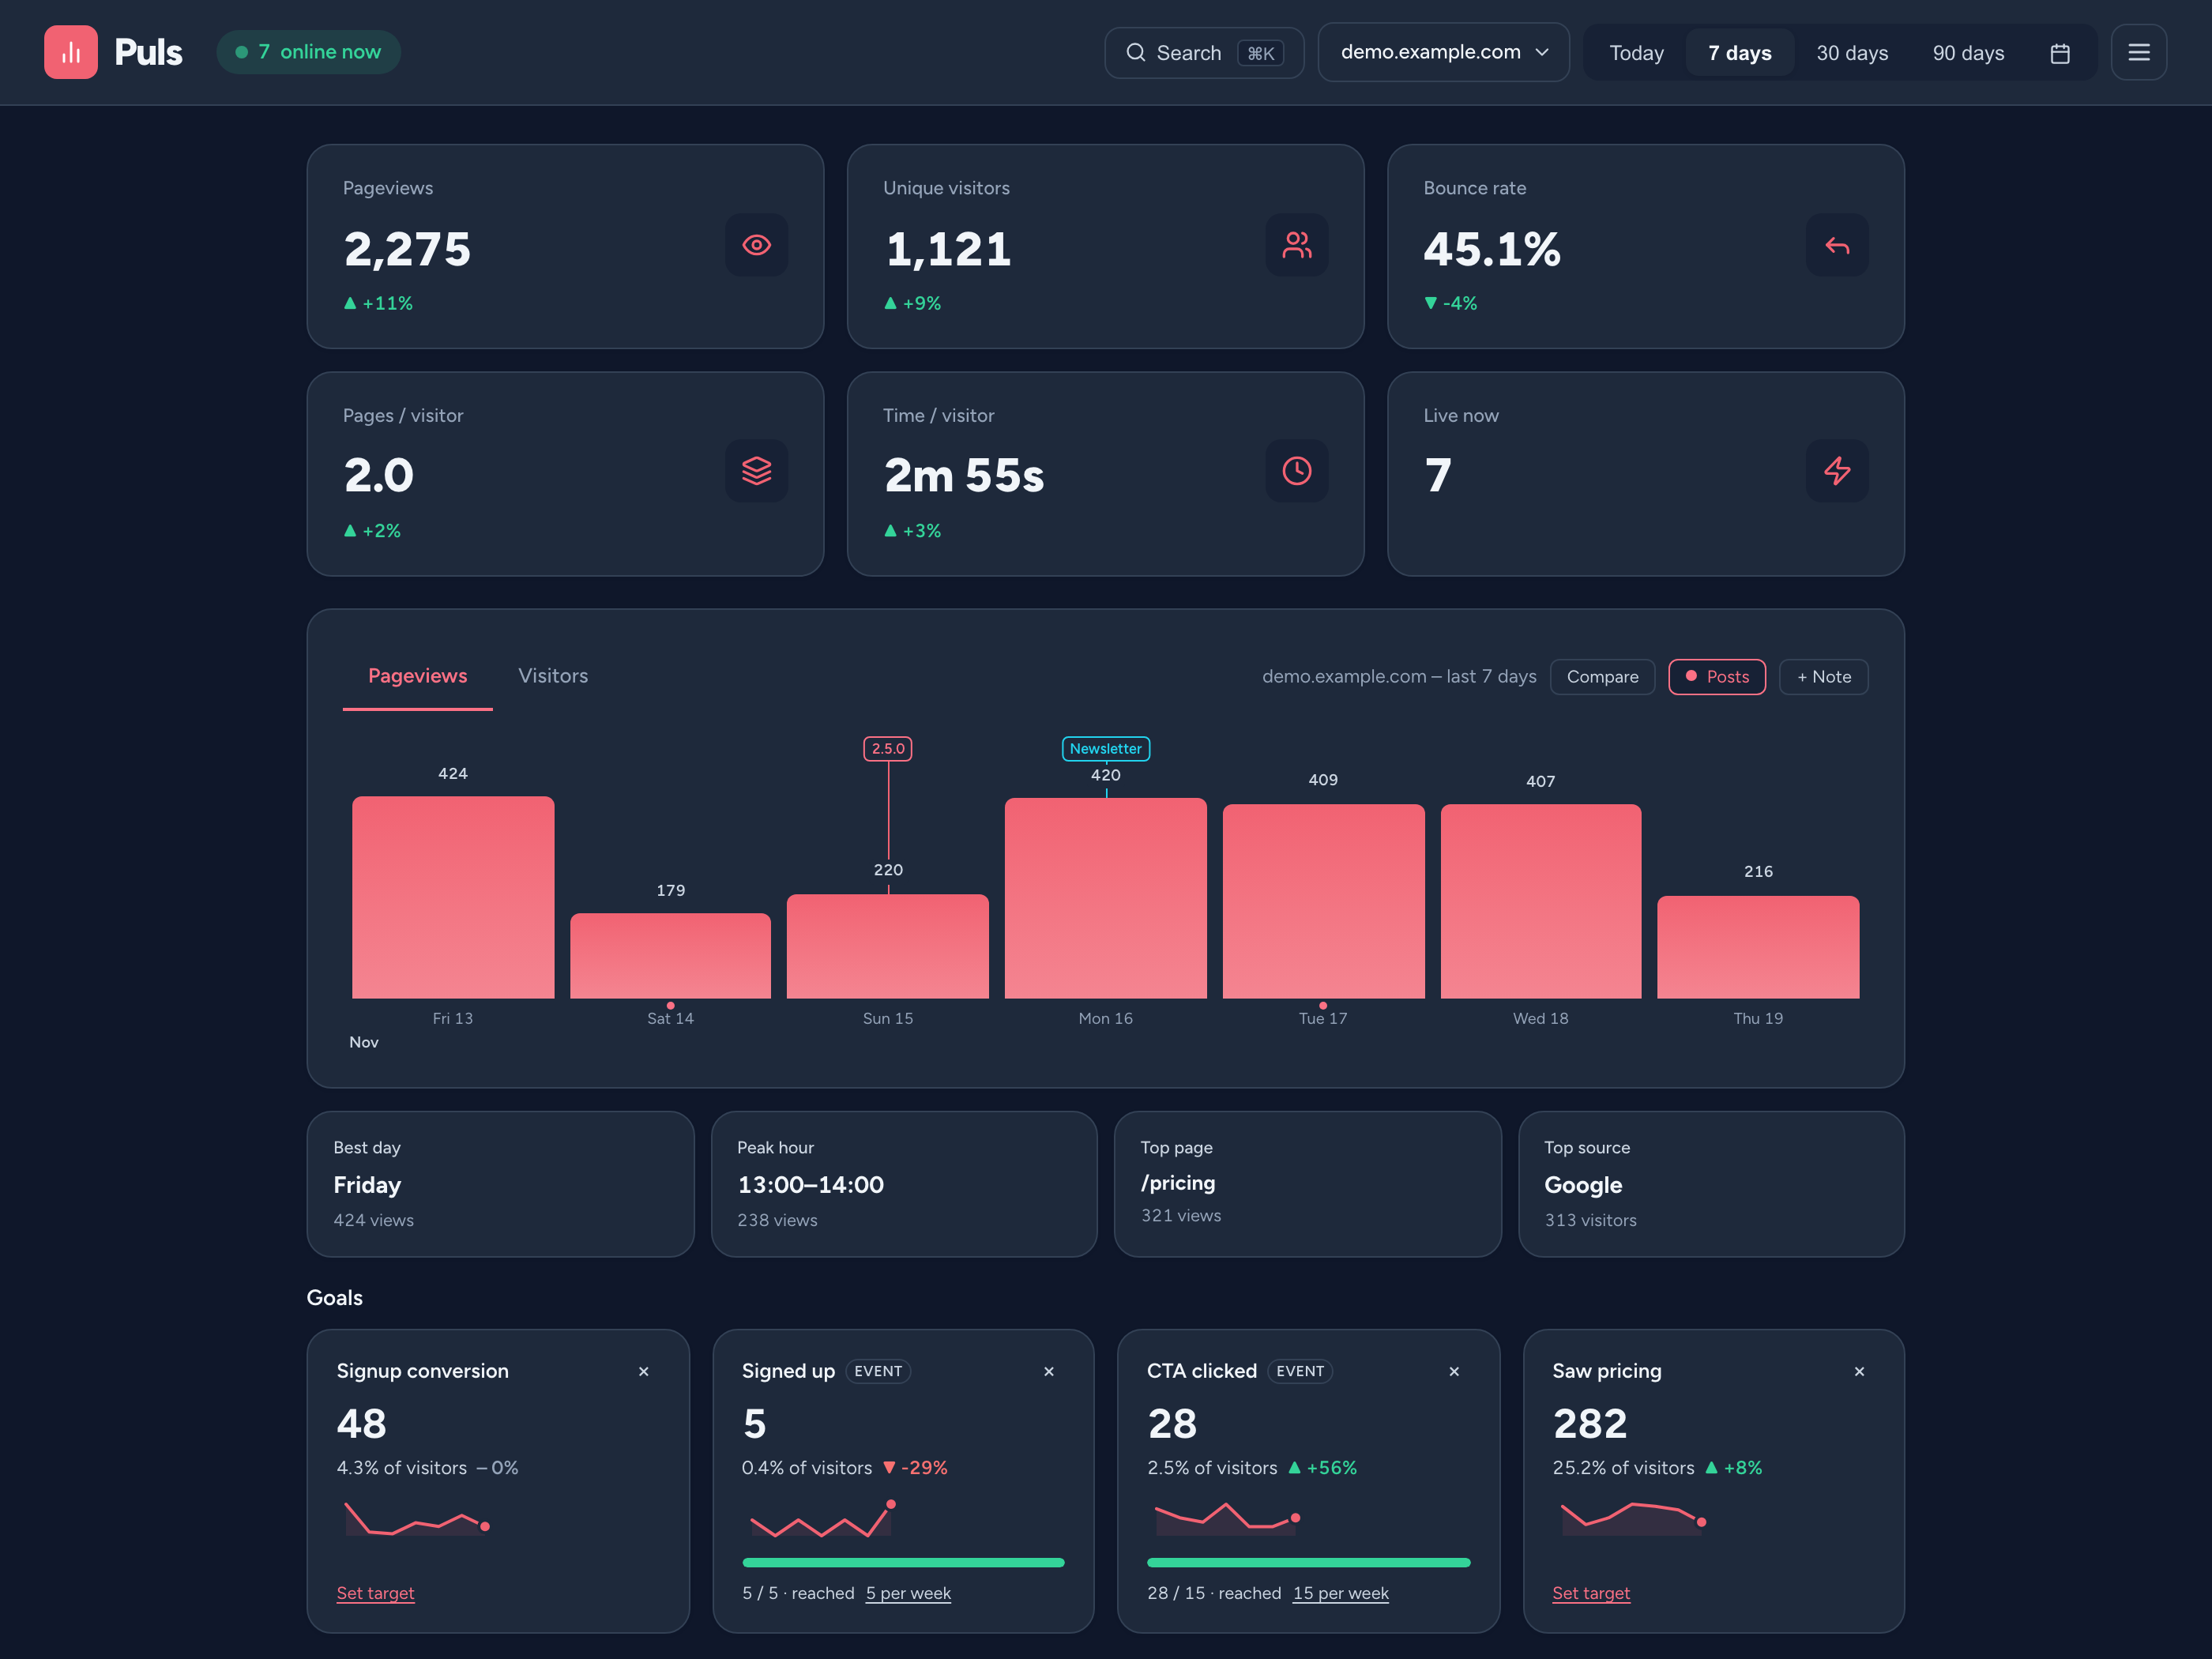 Puls
7 online now
Search ⌘K
demo.example.com
Today 7 days 30 days 90 days
Pageviews
2,275
+11%
Unique visitors
1,121
+9%
Bounce rate
45.1%
-4%
Pages / visitor
2.0
+2%
Time / visitor
2m 55s
+3%
Live now
7
Pageviews Visitors
demo.example.com – last 7 days Compare Posts + Note
2.5.0 Newsletter
424 179 220 420 409 407 216
Fri 13 Sat 14 Sun 15 Mon 16 Tue 17 Wed 18 Thu 19
Nov
Best day
Friday
424 views
Peak hour
13:00–14:00
238 views
Top page
/pricing
321 views
Top source
Google
313 visitors
Goals
Signup conversion ×
48
4.3% of visitors – 0%
Set target
Signed up EVENT ×
5
0.4% of visitors -29%
5 / 5 · reached 5 per week
CTA clicked EVENT ×
28
2.5% of visitors +56%
28 / 15 · reached 15 per week
Saw pricing ×
282
25.2% of visitors +8%
Set target